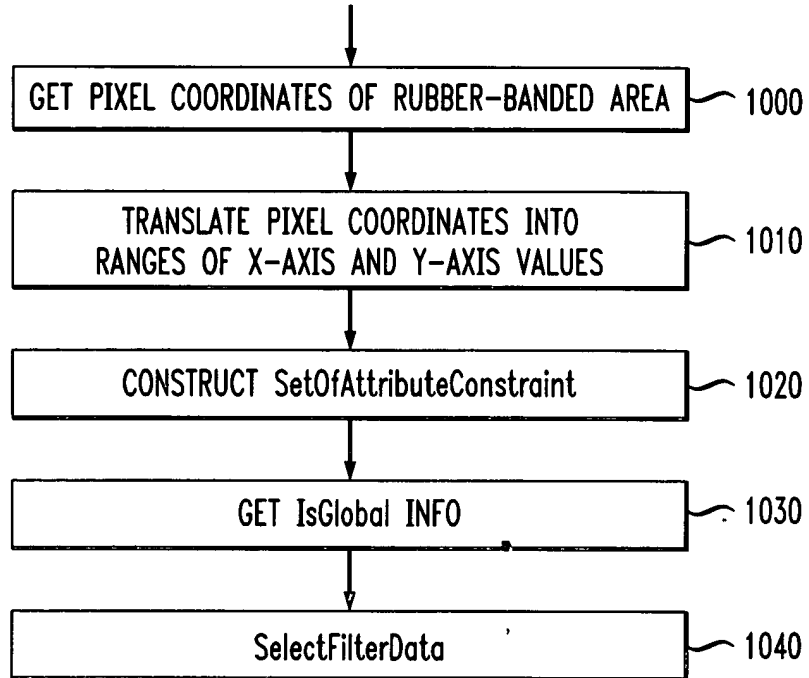 GET PIXEL COORDINATES OF RUBBER-BANDED AREA 1000
TRANSLATE PIXEL COORDINATES INTO
RANGES OF X-AXIS AND Y-AXIS VALUES 1010
CONSTRUCT SetOfAttributeConstraint 1020
GET IsGlobal INFO 1030
SelectFilterData 1040